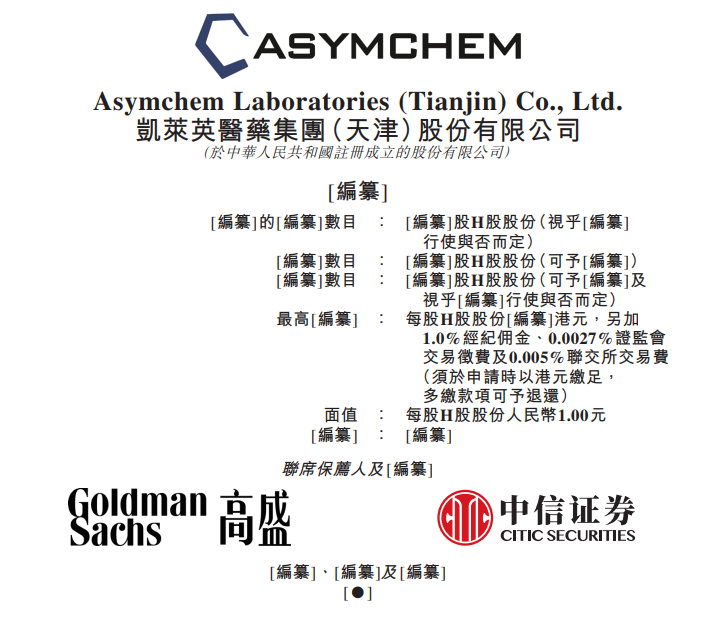 ASYMCHEM
Asymchem Laboratories (Tianjin) Co., Ltd.
凱萊英醫藥集團（天津）股份有限公司
（於中華人民共和國註冊成立的股份有限公司）
[編纂]
[編纂]的[編纂]數目 ： [編纂]股H股股份（視乎[編纂]
行使與否而定）
[編纂]數目 ： [編纂]股H股股份（可予[編纂]）
[編纂]數目 ： [編纂]股H股股份（可予[編纂]及
視乎[編纂]行使與否而定）
最高[編纂] ： 每股H股股份[編纂]港元，另加
1.0%經紀佣金、0.0027%證監會
交易徵費及0.005%聯交所交易費
（須於申請時以港元繳足，
多繳款項可予退還）
面值 ： 每股H股股份人民幣1.00元
[編纂] ： [編纂]
聯席保薦人及[編纂]
Goldman
Sachs
高盛
中信证券
CITIC SECURITIES
[編纂]、[編纂]及[編纂]
[●]